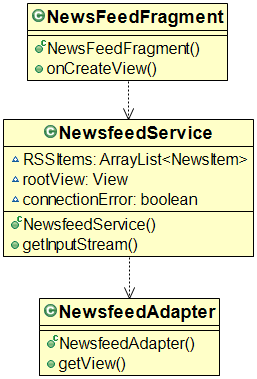 NewsFeedFragment
NewsFeedFragment()
onCreateView()
NewsfeedService
RSSItems: ArrayList<NewsItem>
rootView: View
connectionError: boolean
NewsfeedService()
getInputStream()
NewsfeedAdapter
NewsfeedAdapter()
getView()